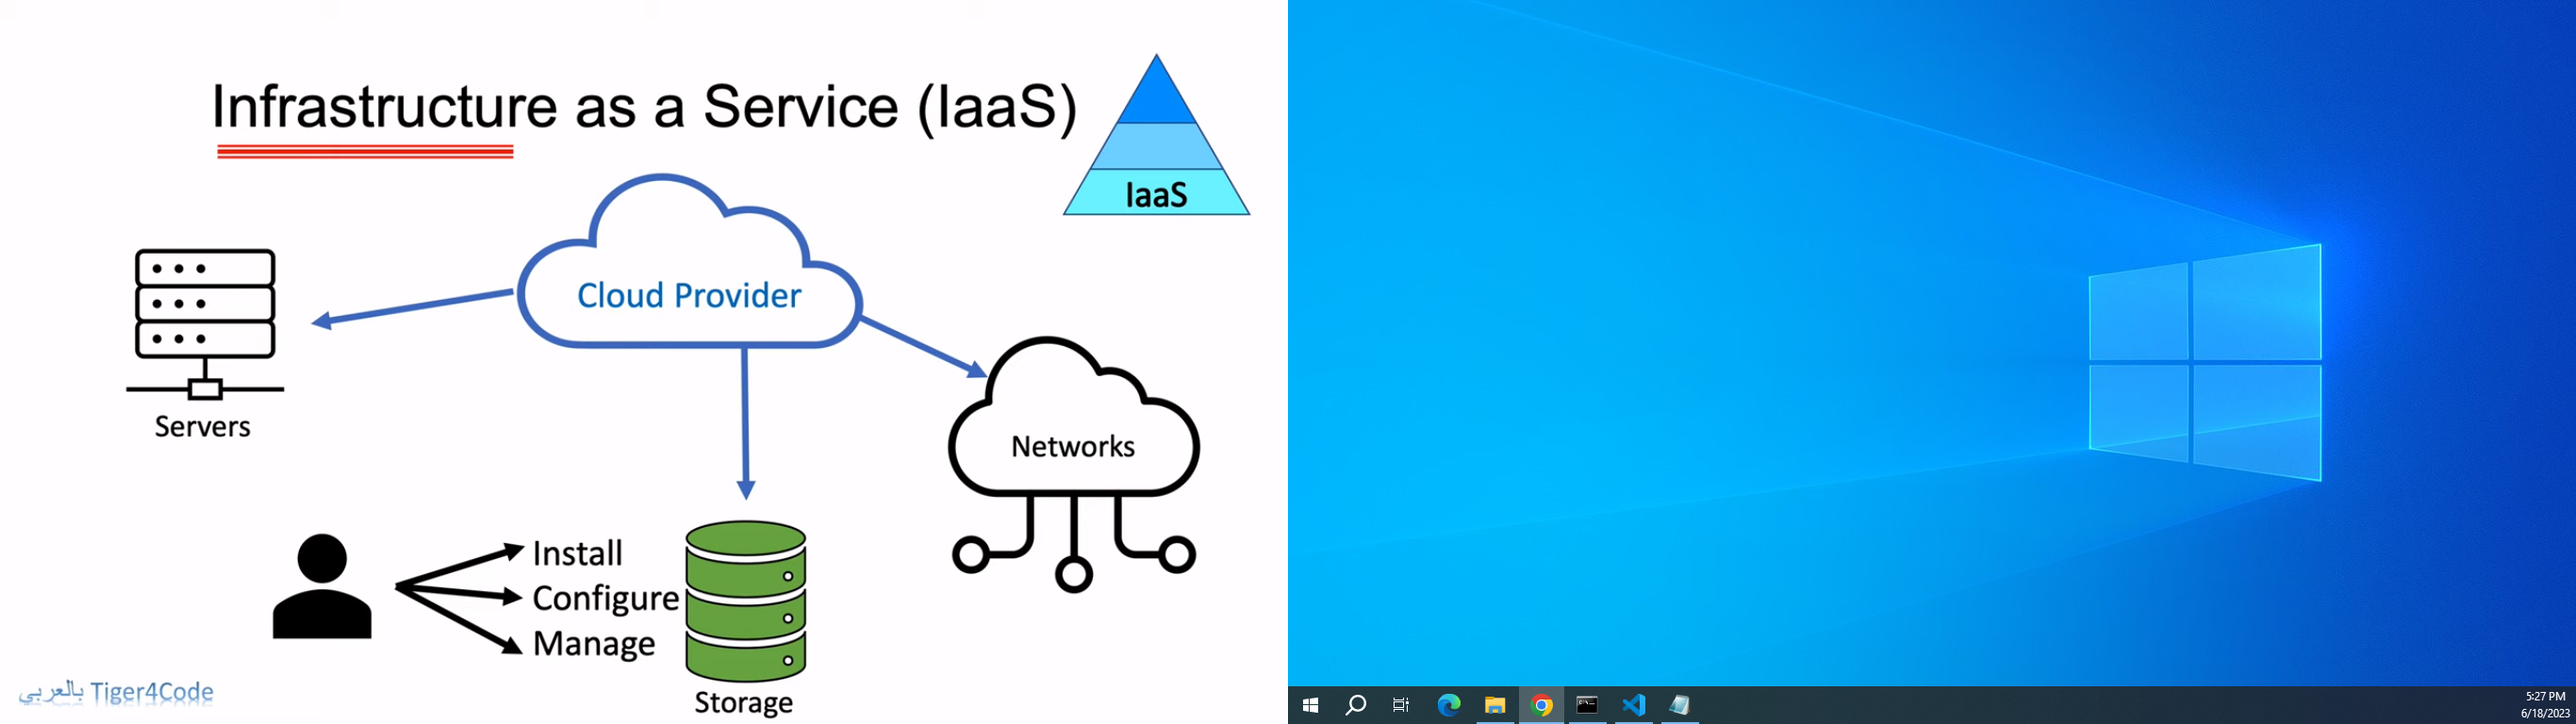 Infrastructure as a Service (IaaS)
IaaS
Cloud Provider
Servers
Networks
Install
Configure
Manage
Storage
Tiger4Code بالعربي
5:27 PM
6/18/2023